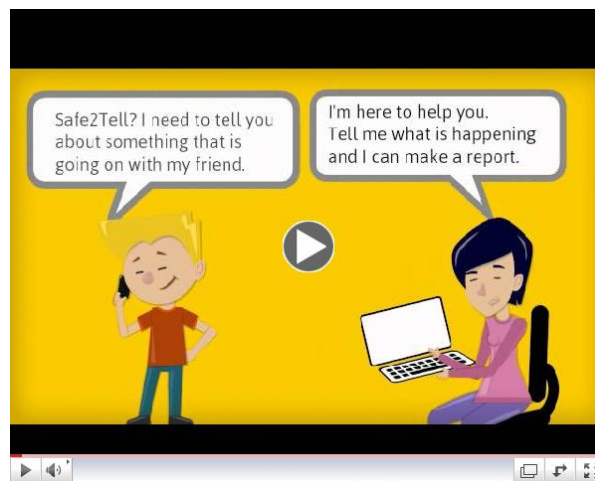 Safe2Tell? I need to tell you
about something that is
going on with my friend.
I'm here to help you.
Tell me what is happening
and I can make a report.